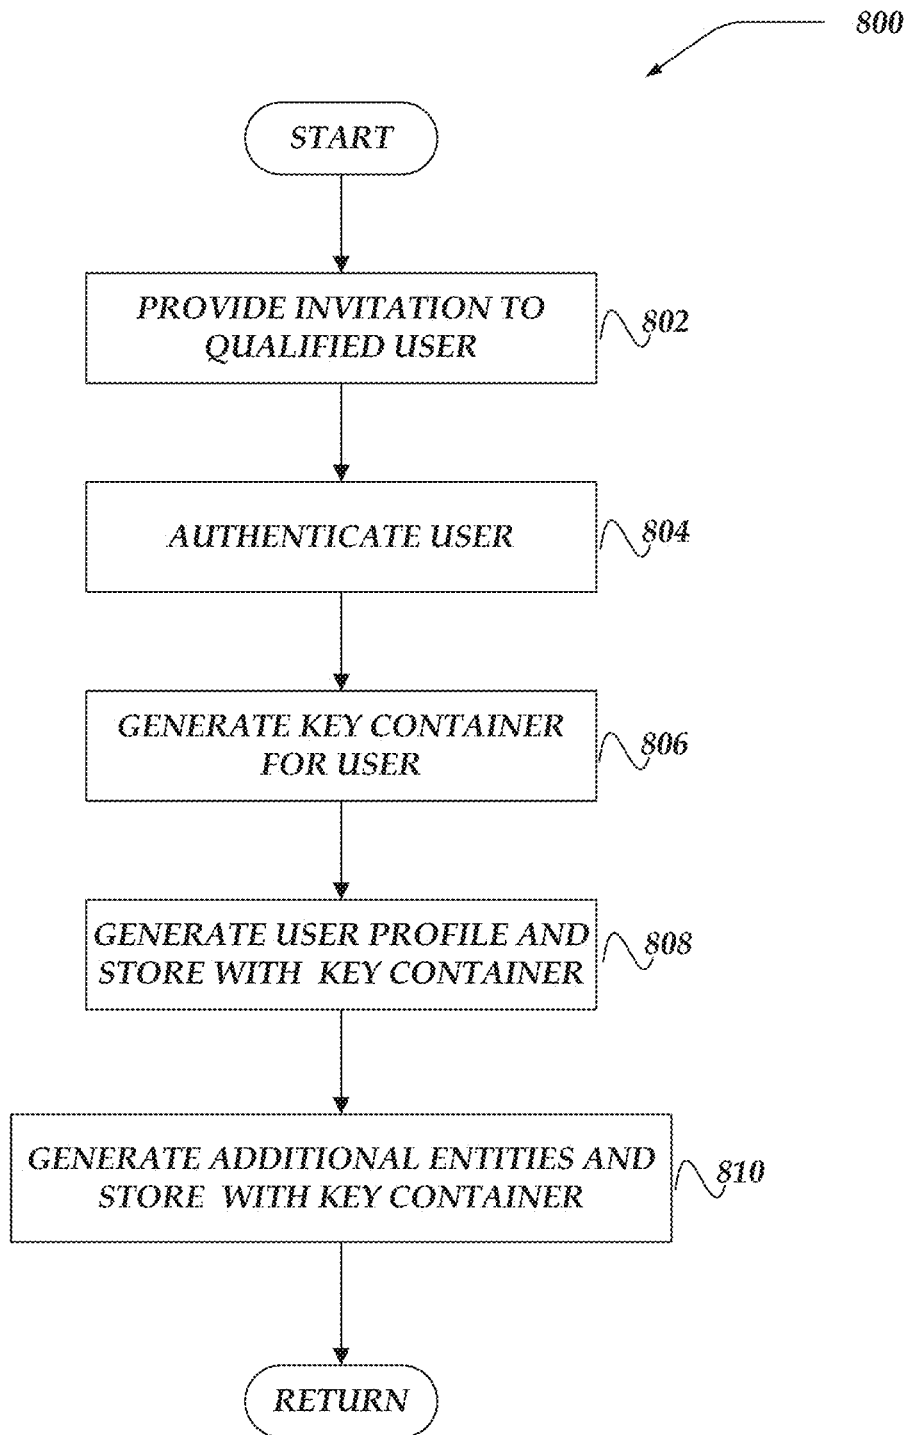 800
START
PROVIDE INVITATION TO
QUALIFIED USER
802
AUTHENTICATE USER
804
GENERATE KEY CONTAINER
FOR USER
806
GENERATE USER PROFILE AND
STORE WITH KEY CONTAINER
808
GENERATE ADDITIONAL ENTITIES AND
STORE WITH KEY CONTAINER
810
RETURN